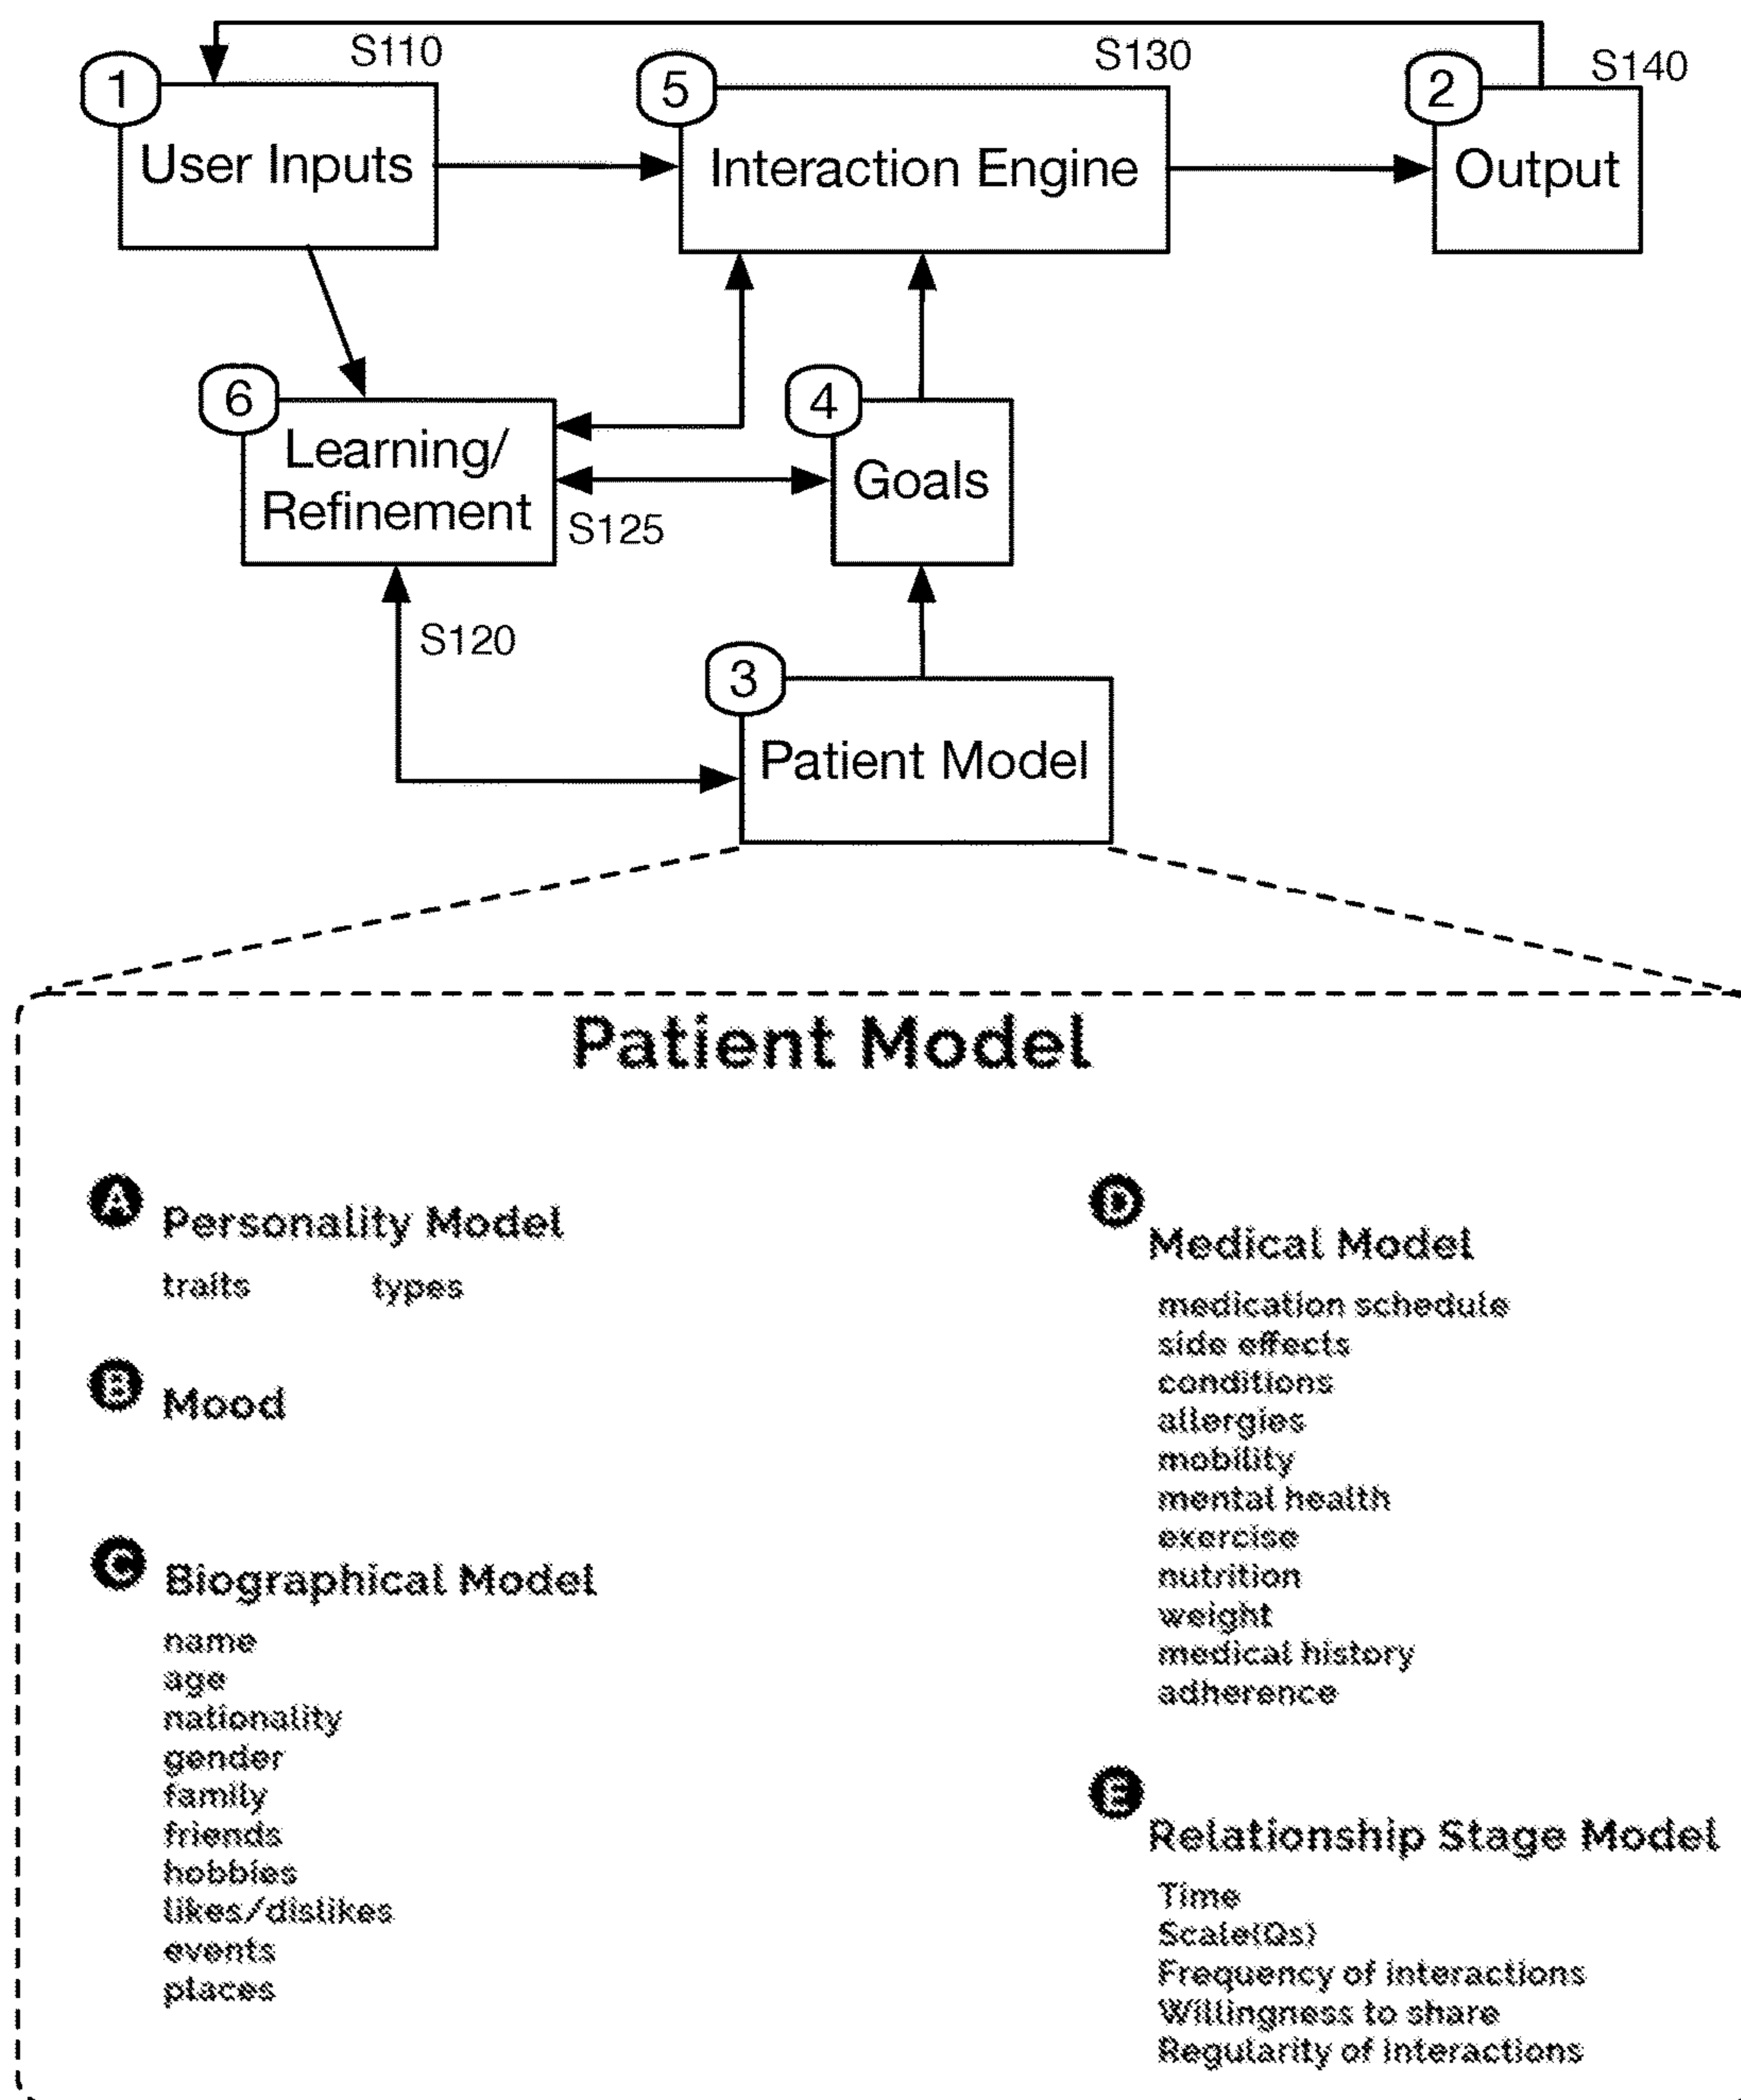 S110
S130
S140
1
User Inputs
5
Interaction Engine
2
Output
6
Learning/
Refinement
S125
4
Goals
S120
3
Patient Model
Patient Model
A
Personality Model
traits types
B
Mood
C
Biographical Model
name
age
nationality
gender
family
friends
hobbies
likes/dislikes
events
places
D
Medical Model
medication schedule
side effects
conditions
allergies
mobility
mental health
exercise
nutrition
weight
medical history
adherence
E
Relationship Stage Model
Time
Scale(Qs)
Frequency of interactions
Willingness to share
Regularity of interactions